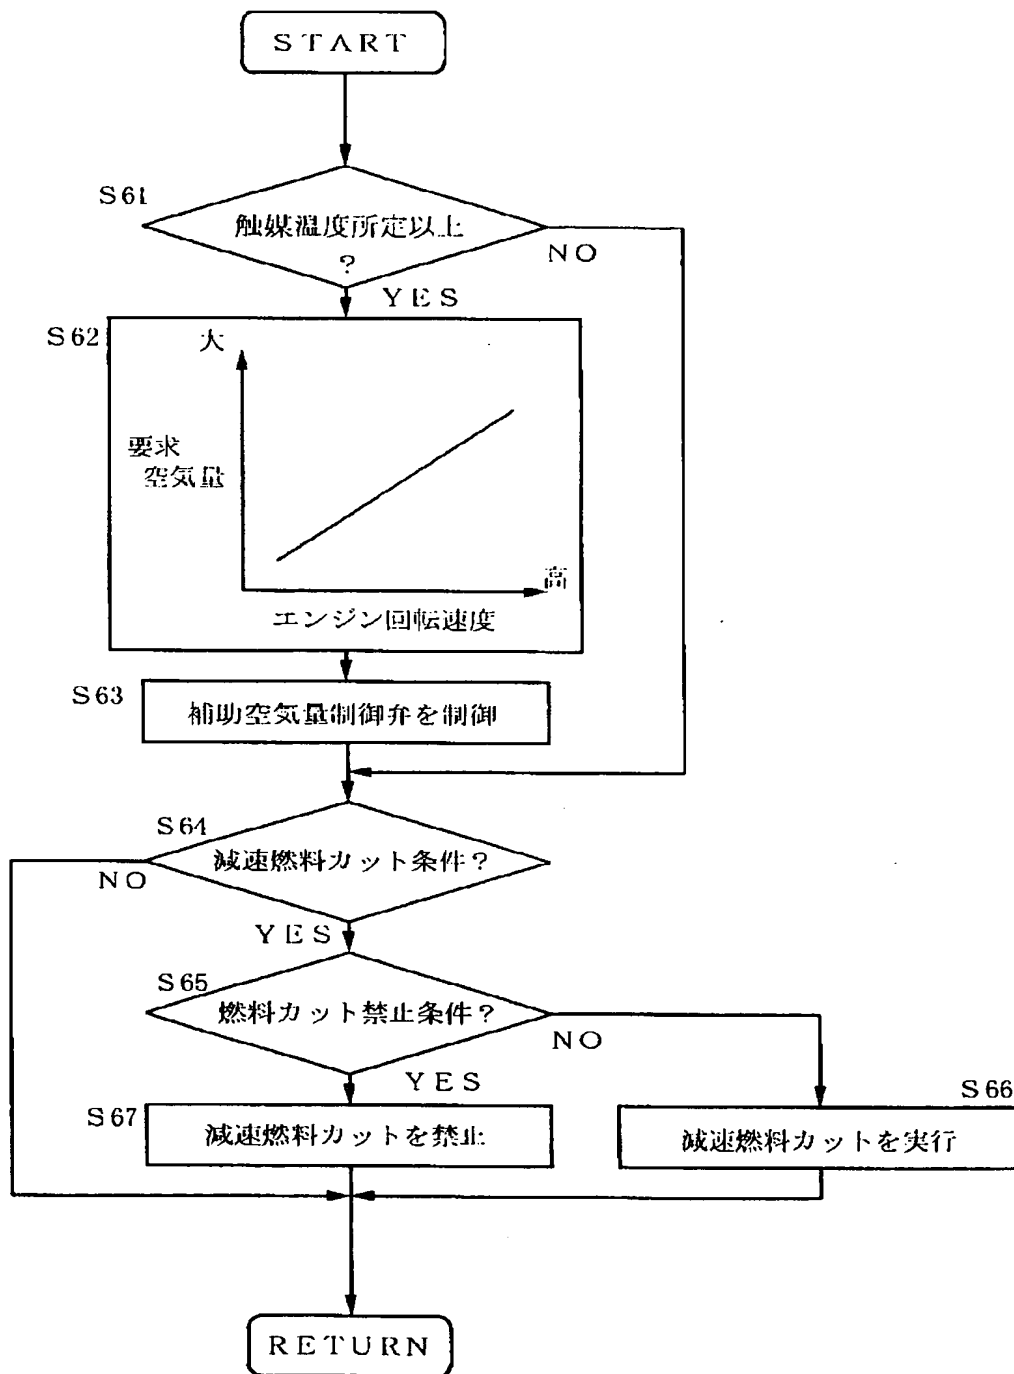 START
S61
触媒温度所定以上
?
NO
YES
S62
大
要求
空気量
高
エンジン回転速度
S63
補助空気量制御弁を制御
S64
減速燃料カット条件?
NO
YES
S65
燃料カット禁止条件?
NO
YES
S66
S67
減速燃料カットを禁止
減速燃料カットを実行
RETURN